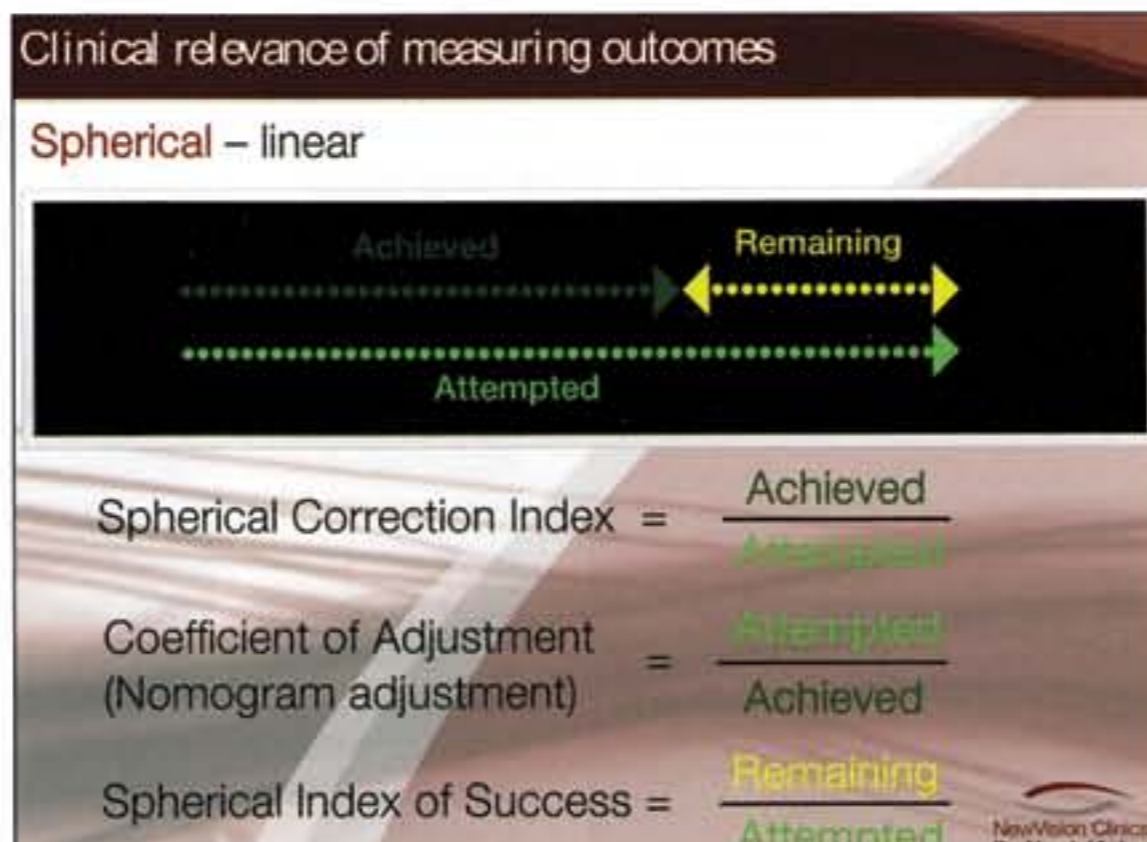 Clinical relevance of measuring outcomes
Spherical – linear
Achieved
Remaining
Attempted
Spherical Correction Index = Achieved
Attempted
Coefficient of Adjustment
(Nomogram adjustment) = Attempted
Achieved
Spherical Index of Success = Remaining
Attempted
NewVision Clinics